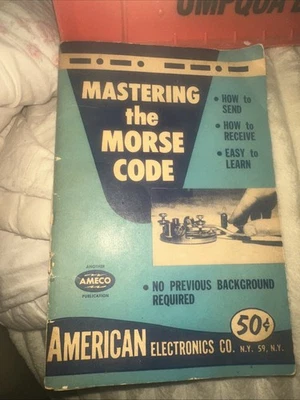 UMPQUA
MASTERING
the
MORSE
CODE
• HOW to
SEND
• HOW to
RECEIVE
• EASY to
LEARN
ANOTHER
AMECO
PUBLICATION
• NO PREVIOUS BACKGROUND
REQUIRED
50¢
AMERICAN ELECTRONICS CO. N.Y. 59, N.Y.